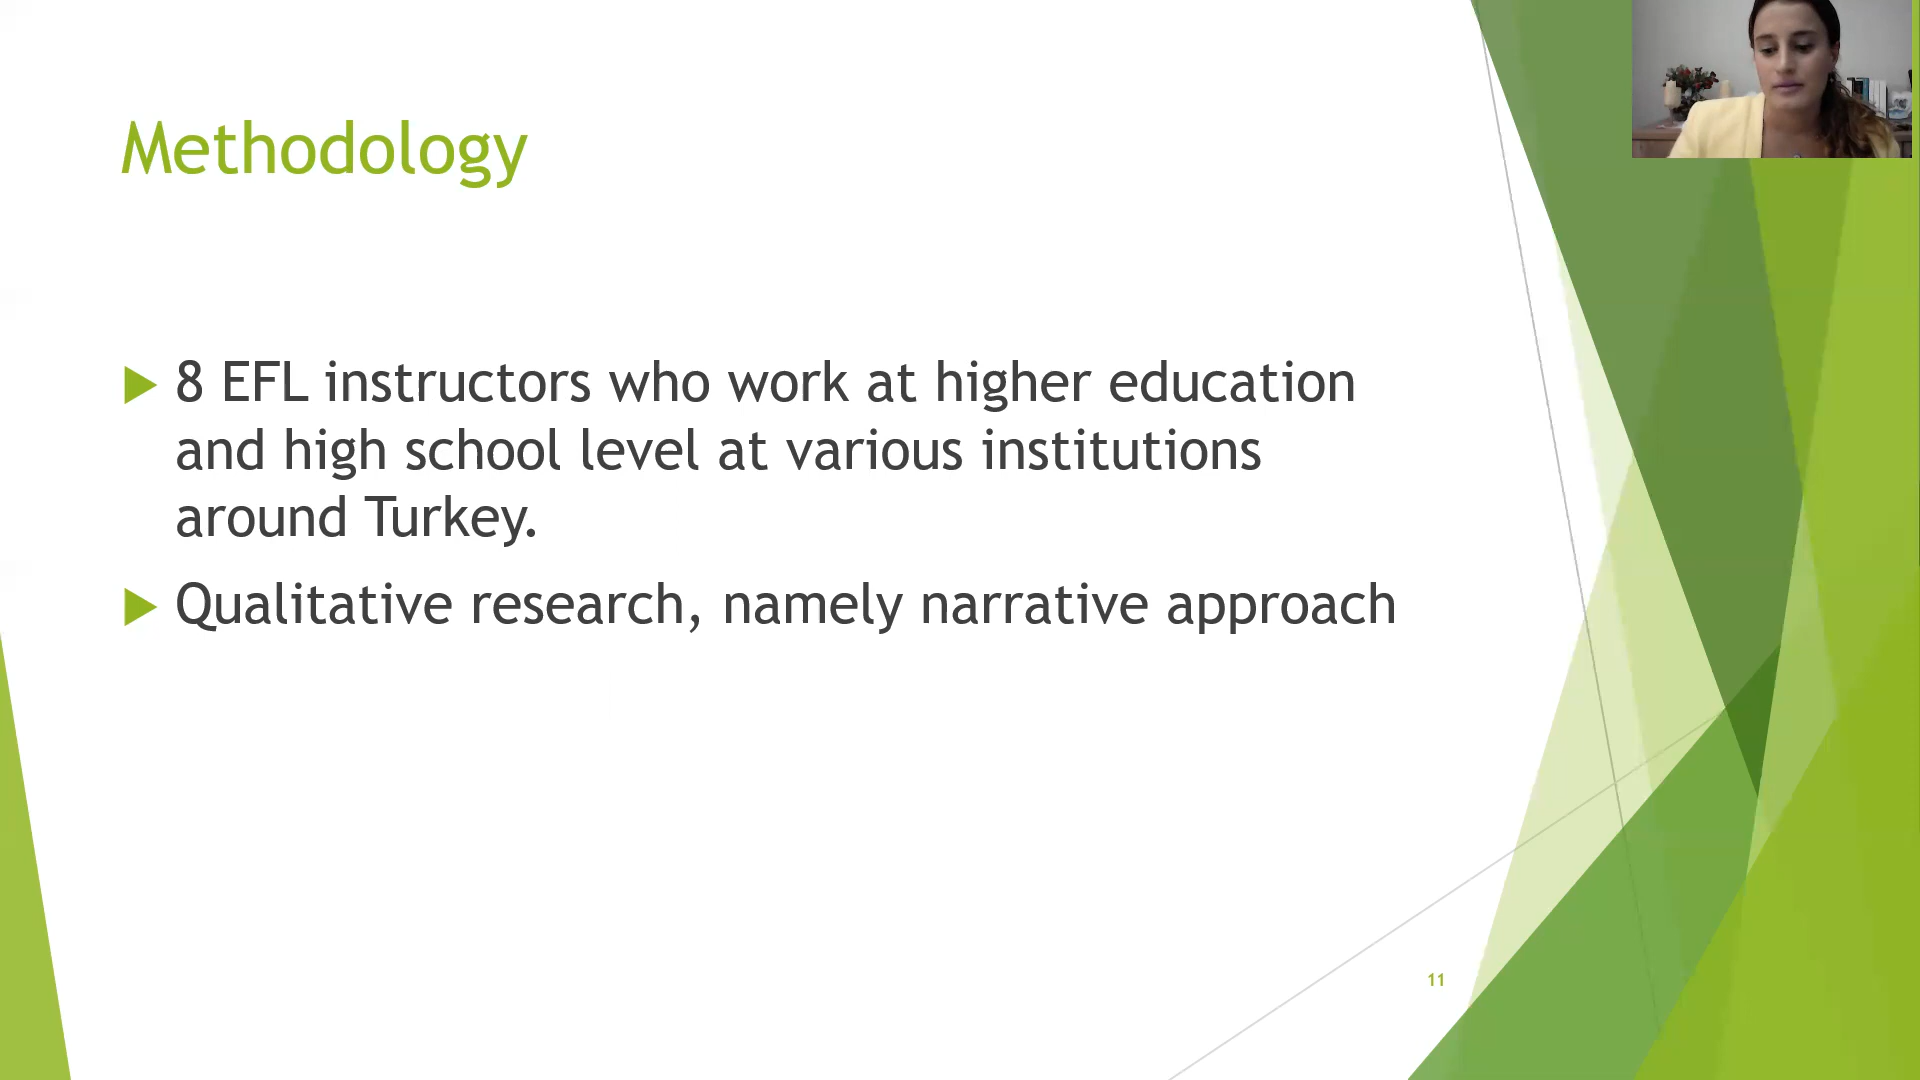 Methodology
8 EFL instructors who work at higher education
and high school level at various institutions
around Turkey.
Qualitative research, namely narrative approach
11